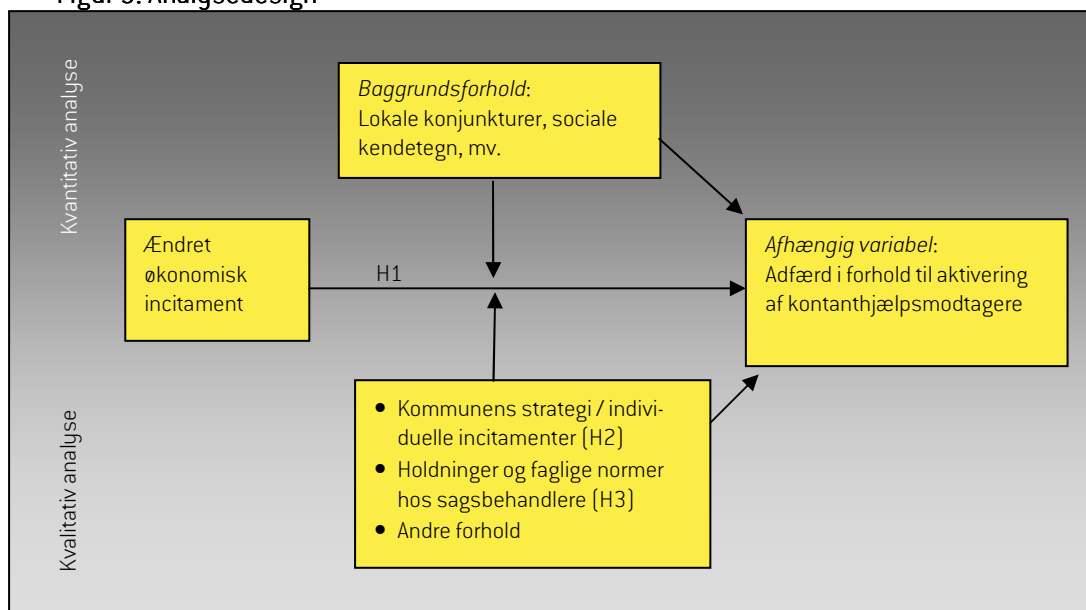 Figur 3. Analysedesign
Kvantitativ analyse
Baggrundsforhold:
Lokale konjunkturer, sociale
kendetegn, mv.
Ændret
økonomisk
incitament
H1
Afhængig variabel:
Adfærd i forhold til aktivering
af kontanthjælpsmodtagere
Kvalitativ analyse
• Kommunens strategi / indivi-
duelle incitamenter (H2)
• Holdninger og faglige normer
hos sagsbehandlere (H3)
• Andre forhold